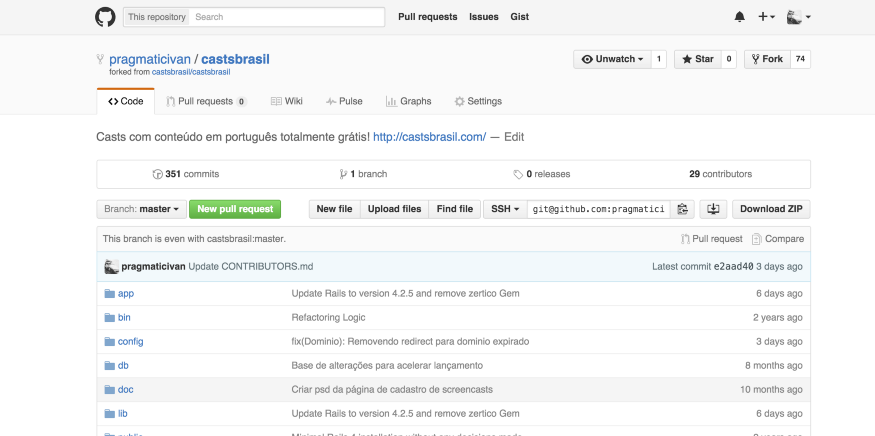 This repository Search Pull requests Issues Gist
pragmaticivan / castsbrasil Unwatch 1 Star 0 Fork 74
forked from castsbrasil/castsbrasil
Code Pull requests 0 Wiki Pulse Graphs Settings
Casts com conteúdo em português totalmente grátis! http://castsbrasil.com/ — Edit
351 commits 1 branch 0 releases 29 contributors
Branch: master New pull request New file Upload files Find file SSH git@github.com:pragmatici Download ZIP
This branch is even with castsbrasil:master. Pull request Compare
pragmaticivan Update CONTRIBUTORS.md Latest commit e2aad40 3 days ago
app Update Rails to version 4.2.5 and remove zertico Gem 6 days ago
bin Refactoring Logic 2 years ago
config fix(Dominio): Removendo redirect para dominio expirado 3 days ago
db Base de alterações para acelerar lançamento 8 months ago
doc Criar psd da página de cadastro de screencasts 10 months ago
lib Update Rails to version 4.2.5 and remove zertico Gem 6 days ago